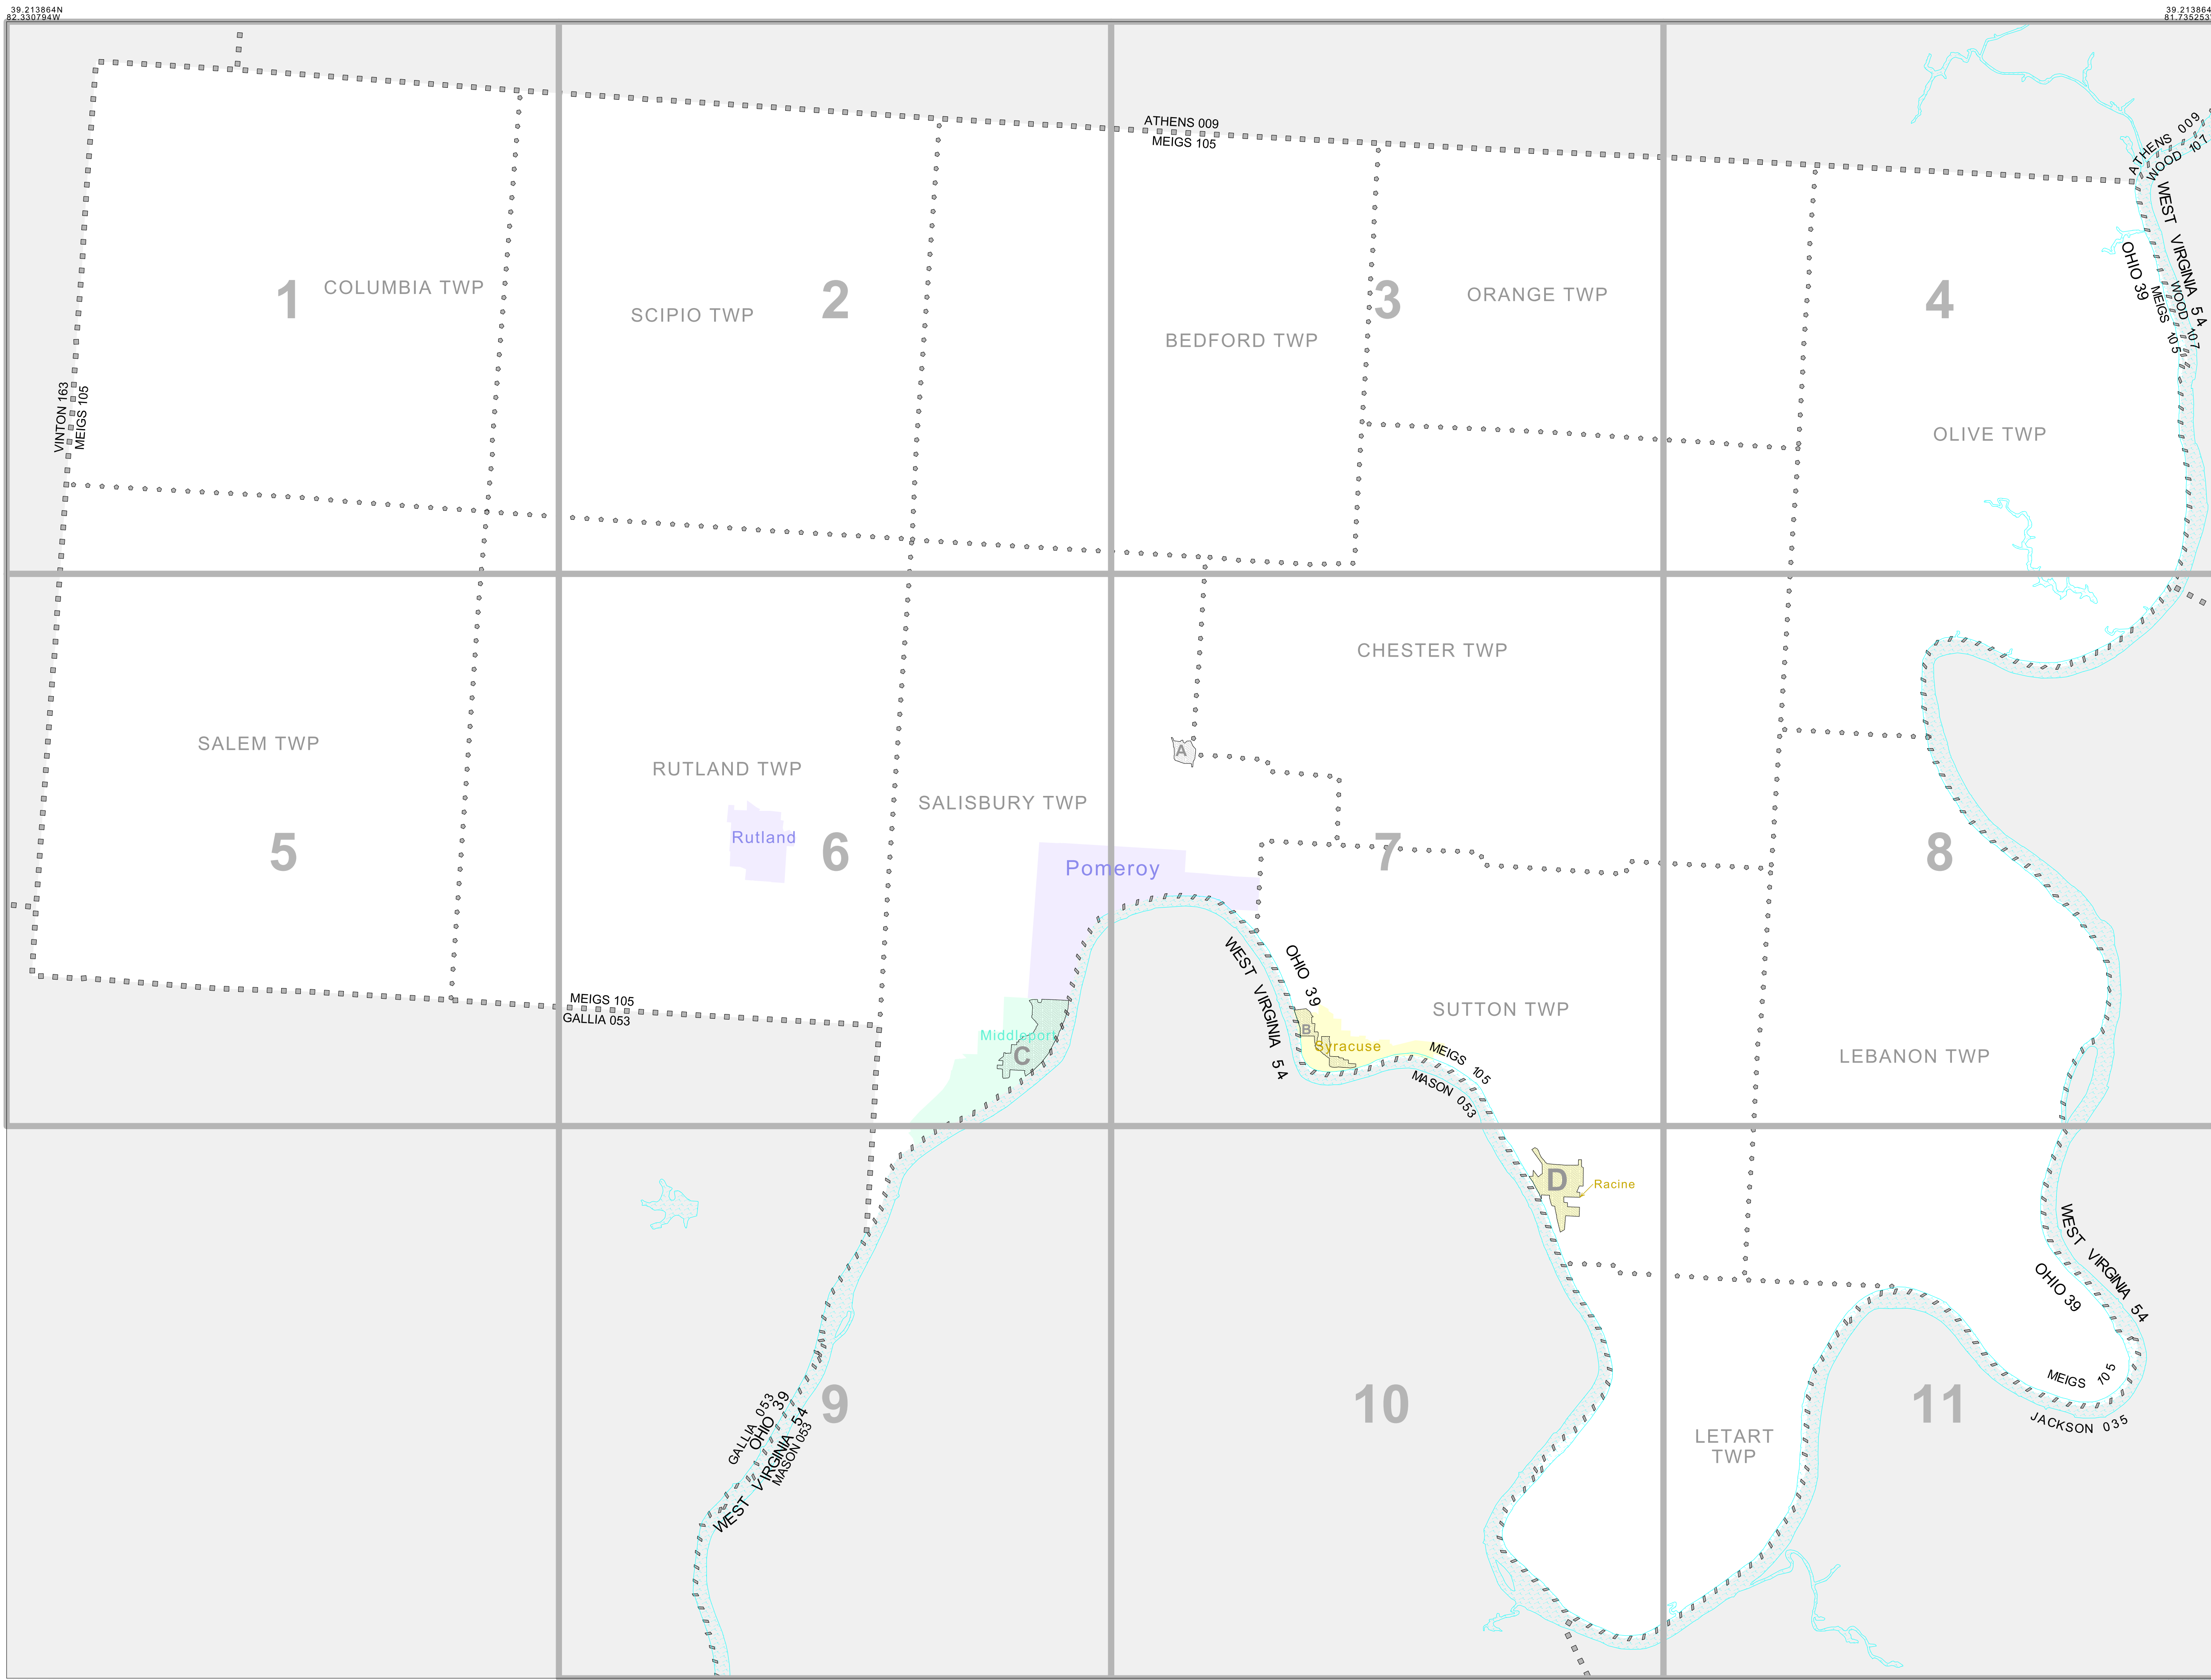 39.213864N
82.330794W
39.213864
81.735253
ATHENS 009
MEIGS 105
ATHENS 009
WOOD 107
WEST VIRGINIA 54
OHIO 39
WOOD 107
MEIGS 105
1
COLUMBIA TWP
SCIPIO TWP
2
BEDFORD TWP
3
ORANGE TWP
4
VINTON 163
MEIGS 105
OLIVE TWP
CHESTER TWP
SALEM TWP
RUTLAND TWP
A
SALISBURY TWP
5
Rutland
6
Pomeroy
7
8
WEST VIRGINIA 54
OHIO 39
MEIGS 105
GALLIA 053
SUTTON TWP
Middleport
C
B
Syracuse
MEIGS 105
MASON 053
LEBANON TWP
D
Racine
WEST VIRGINIA 54
OHIO 39
MEIGS 105
JACKSON 035
9
10
11
GALLIA 053
OHIO 39
WEST VIRGINIA 54
MASON 053
LETART
TWP